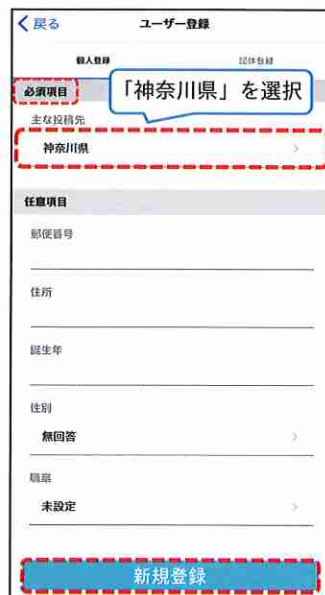 戻る ユーザー登録
個人登録 団体登録
必須項目
「神奈川県」を選択
主な投稿先
神奈川県
任意項目
郵便番号
住所
誕生年
性別
無回答
職業
未設定
新規登録